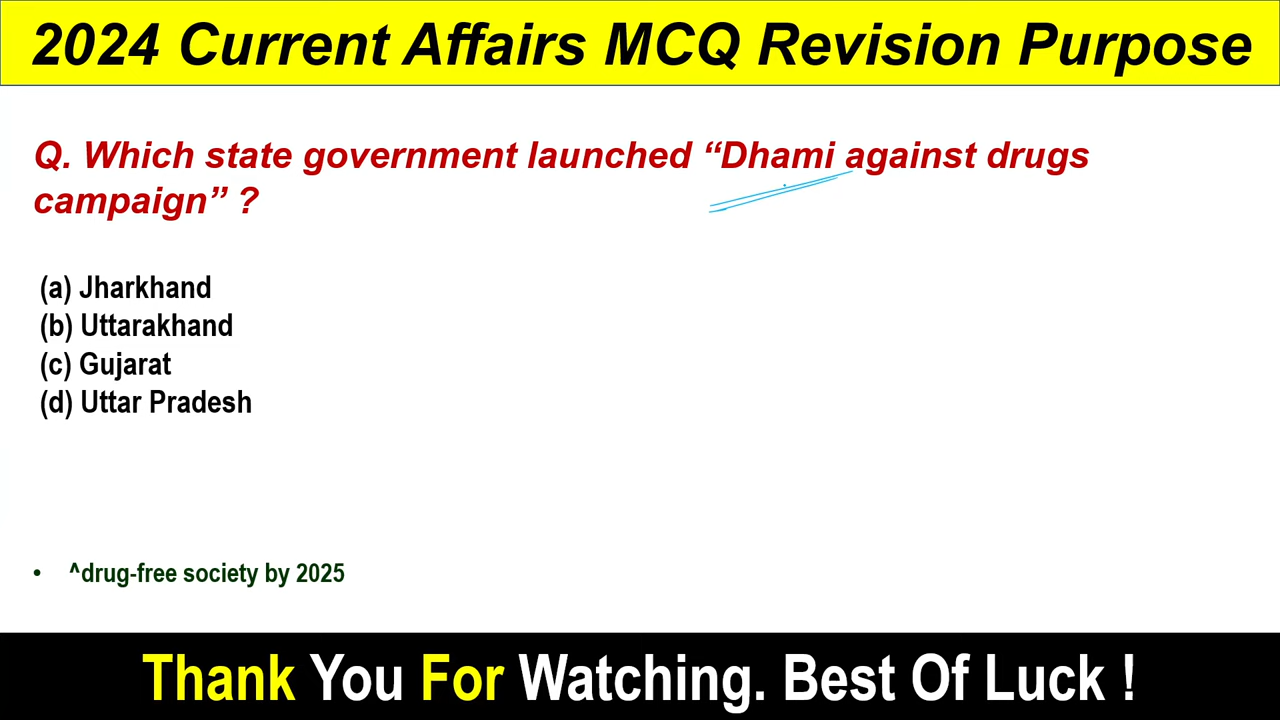 2024 Current Affairs MCQ Revision Purpose
Q. Which state government launched “Dhami against drugs
campaign” ?
(a) Jharkhand
(b) Uttarakhand
(c) Gujarat
(d) Uttar Pradesh
• ^drug-free society by 2025
Thank You For Watching. Best Of Luck !